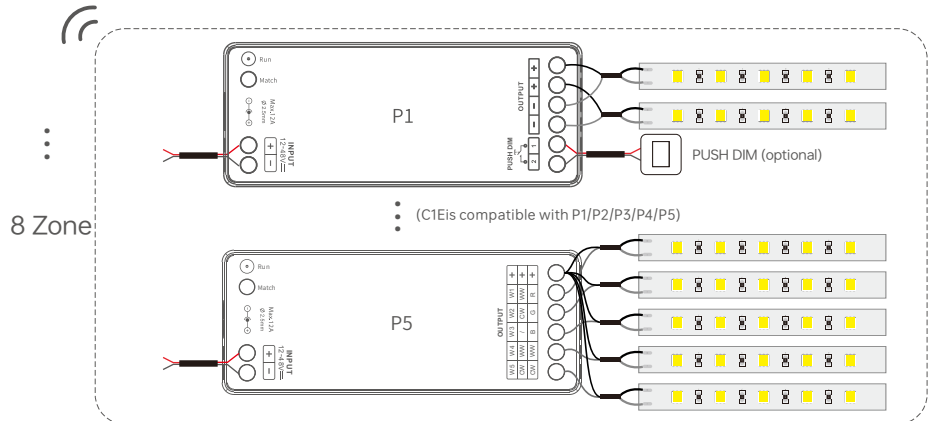 8 Zone
Run
Match
Max.12A
Ø 2.5mm
INPUT
12~48V
+
−
P1
OUTPUT
+
+
−
−
PUSH DIM
1
2
PUSH DIM (optional)
(C1Eis compatible with P1/P2/P3/P4/P5)
Run
Match
Max.12A
Ø 2.5mm
INPUT
12~48V
+
−
P5
OUTPUT
+ + +
W1 WW R
W2 CW G
W3 / B
W4 WW WW
W5 CW CW